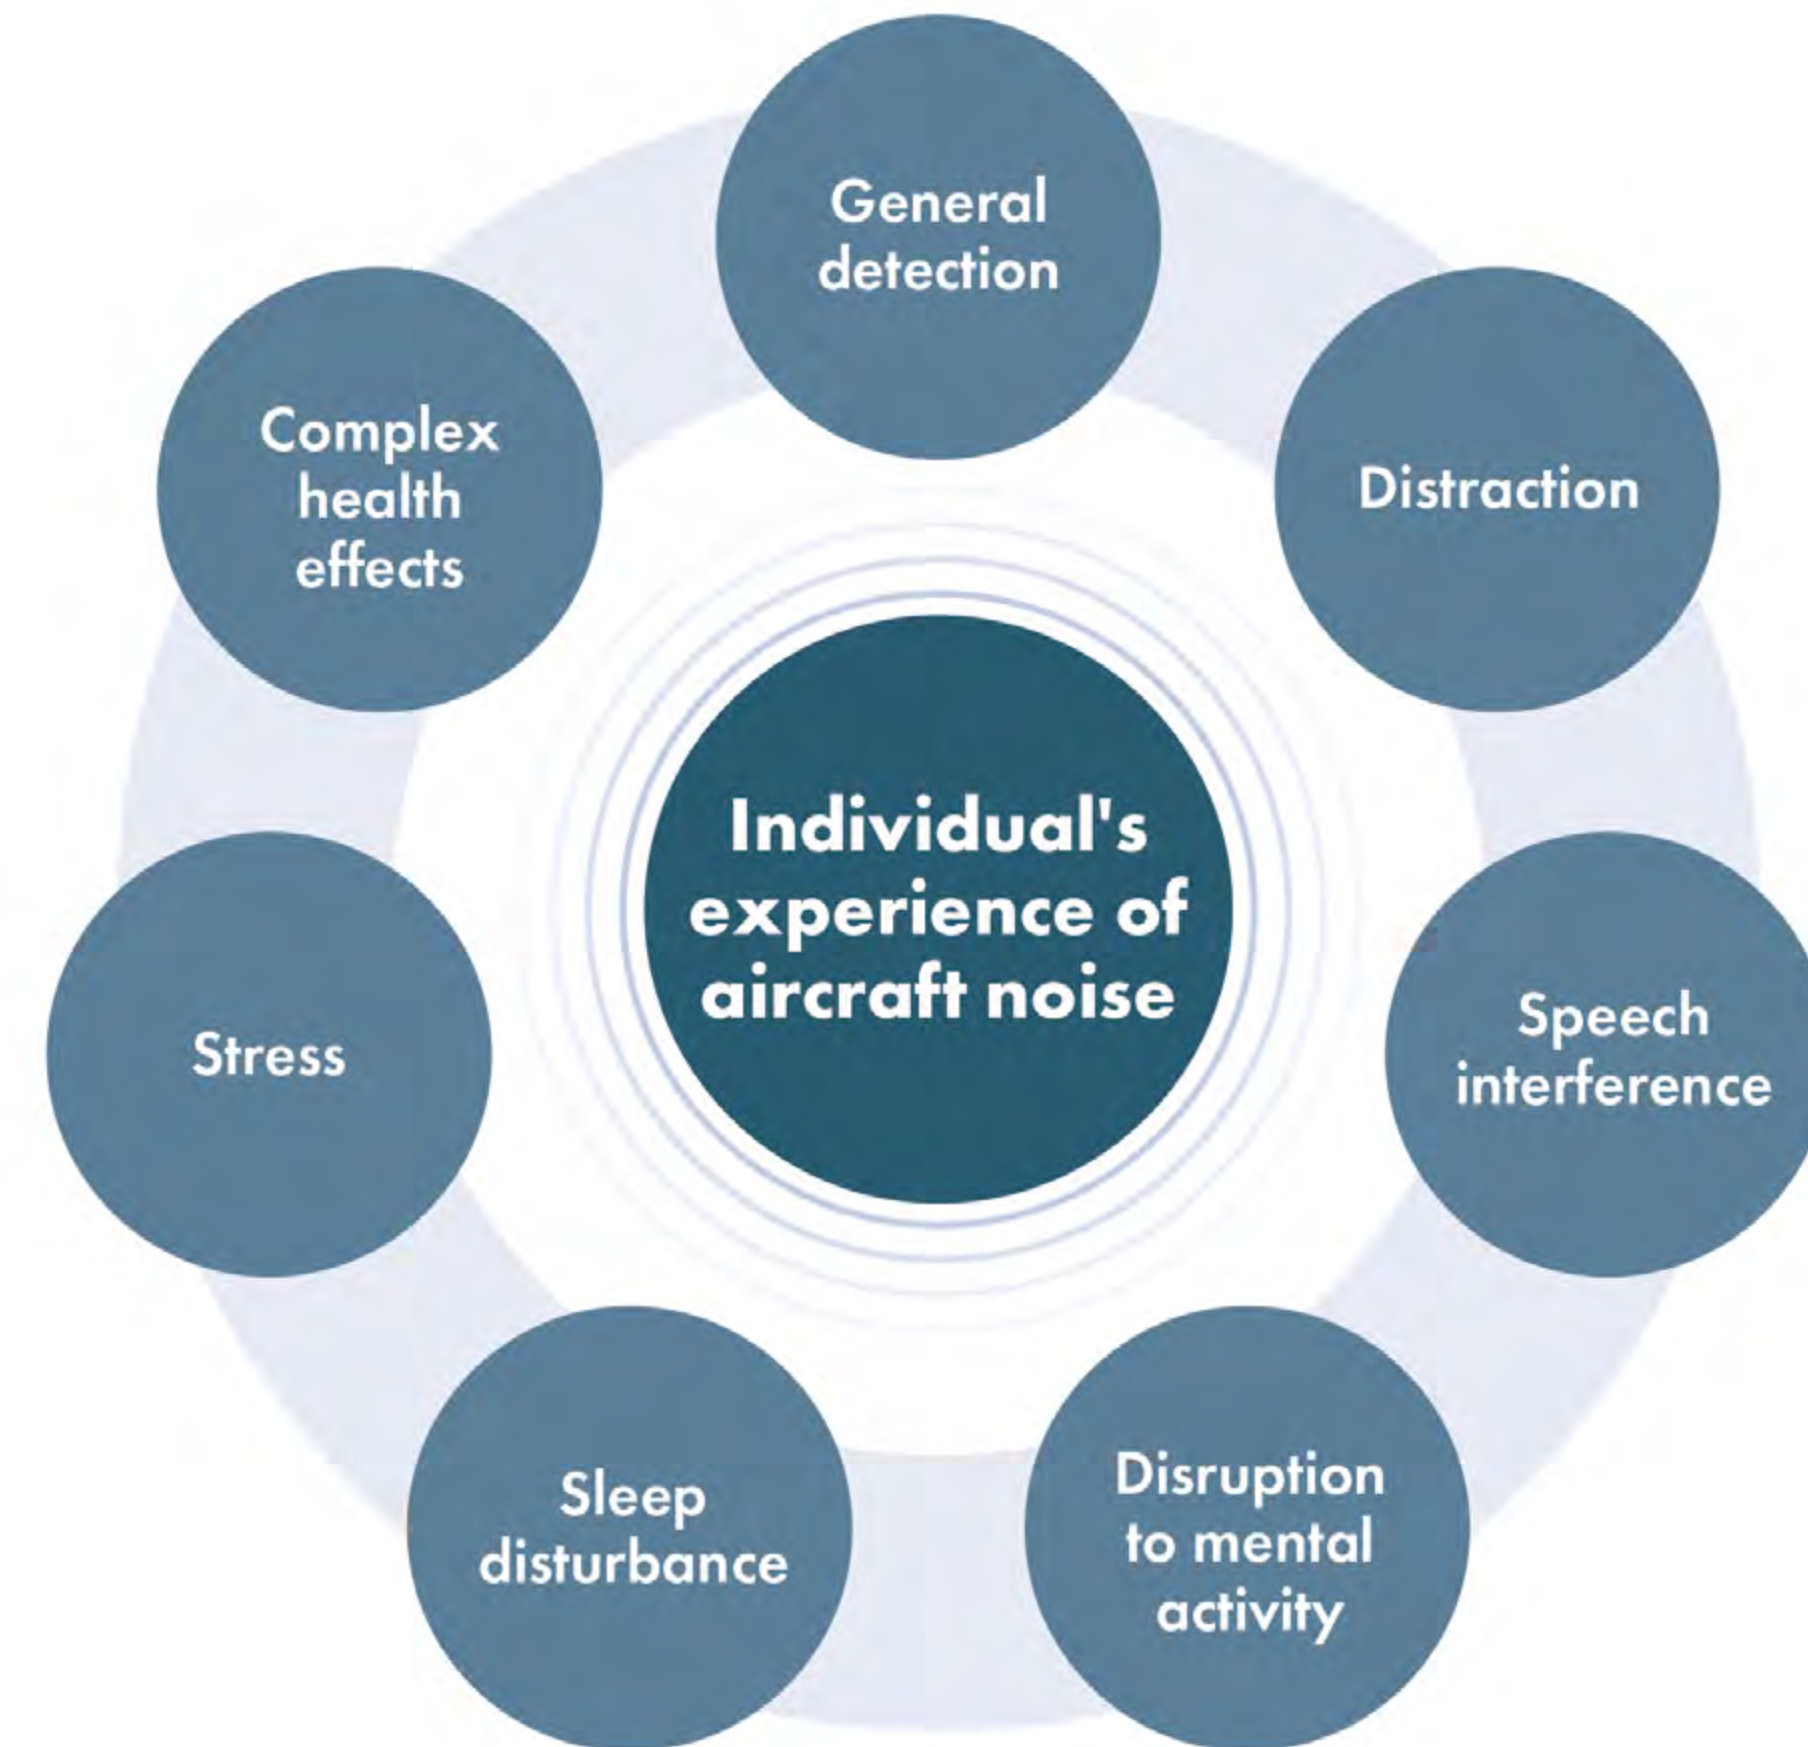 General
detection
Distraction
Speech
interference
Disruption
to mental
activity
Sleep
disturbance
Stress
Complex
health
effects
Individual's
experience of
aircraft noise